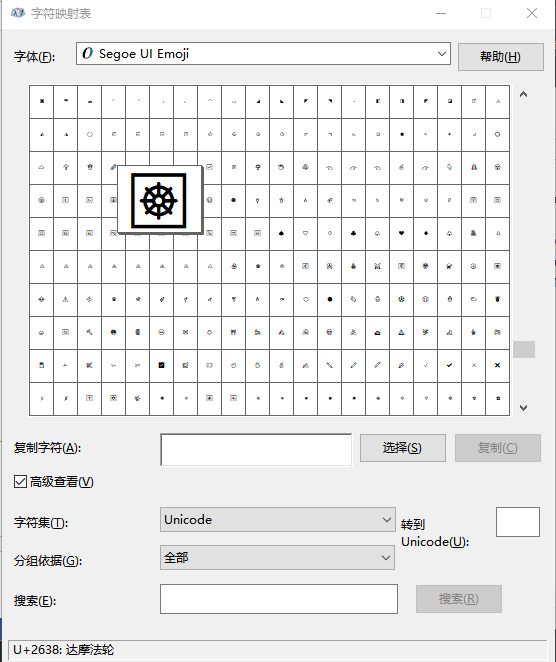 字符映射表
字体(F):
Segoe UI Emoji
帮助(H)
复制字符(A):
选择(S)
复制(C)
高级查看(V)
字符集(T):
Unicode
转到
Unicode(U):
分组依据(G):
全部
搜索(E):
搜索(R)
U+2638: 达摩法轮